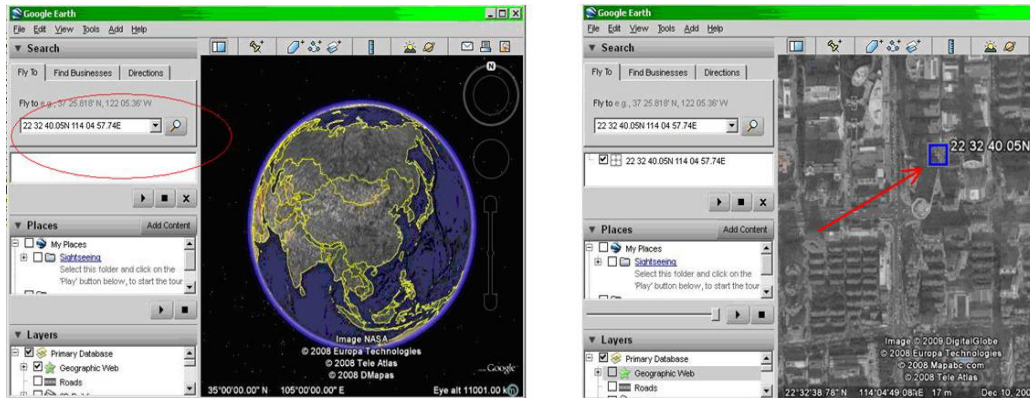 Google Earth
File Edit View Tools Add Help
Search
Fly To Find Businesses Directions
Fly to e.g., 37 25.818' N, 122 05.36' W
22 32 40.05N 114 04 57.74E
Places Add Content
My Places
Sightseeing
Select this folder and click on the
'Play' button below, to start the tour
Layers
Primary Database
Geographic Web
Roads
N
Image NASA
© 2008 Europa Technologies
© 2008 Tele Atlas
© 2008 DMapas
Google
35°00'00.00" N 105°00'00.00" E Eye alt 11001.00 km
Google Earth
File Edit View Tools Add Help
Search
Fly To Find Businesses Directions
Fly to e.g., 37 25.818' N, 122 05.36' W
22 32 40.05N 114 04 57.74E
22 32 40.05N 114 04 57.74E
Places Add Content
My Places
Sightseeing
Select this folder and click on the
'Play' button below, to start the tour
Layers
Primary Database
Geographic Web
Roads
22 32 40 05N
Image © 2009 DigitalGlobe
© 2008 Europa Technologies
© 2008 Mapabc.com
© 2008 Tele Atlas
22°32'38.78" N 114°04'49.08" E 17 m Dec 10, 200